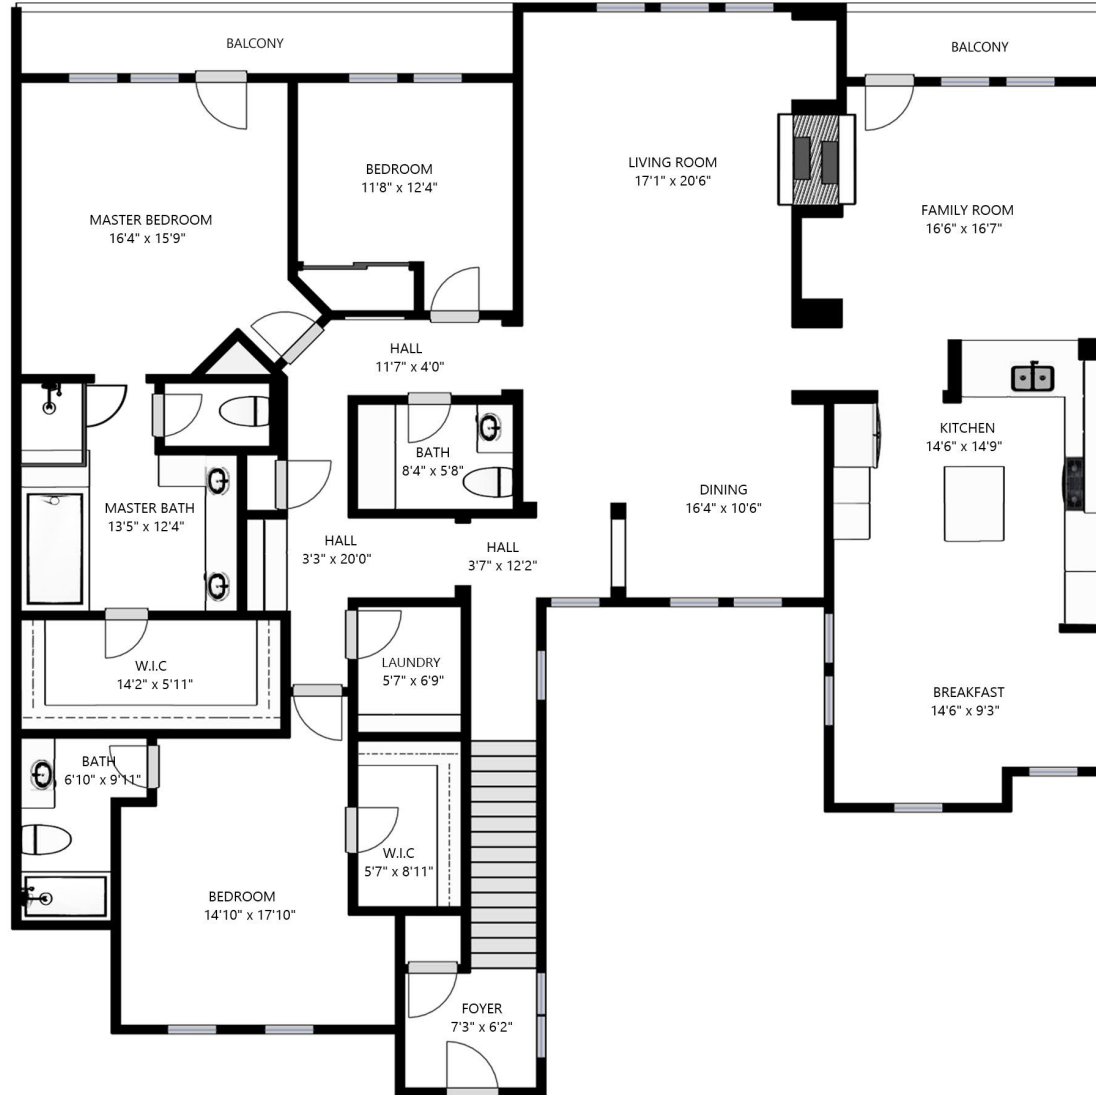 BALCONY
BALCONY
LIVING ROOM
17'1" x 20'6"
BEDROOM
11'8" x 12'4"
MASTER BEDROOM
16'4" x 15'9"
FAMILY ROOM
16'6" x 16'7"
HALL
11'7" x 4'0"
KITCHEN
14'6" x 14'9"
BATH
8'4" x 5'8"
DINING
16'4" x 10'6"
MASTER BATH
13'5" x 12'4"
HALL
3'3" x 20'0"
HALL
3'7" x 12'2"
W.I.C
14'2" x 5'11"
LAUNDRY
5'7" x 6'9"
BREAKFAST
14'6" x 9'3"
BATH
6'10" x 9'11"
W.I.C
5'7" x 8'11"
BEDROOM
14'10" x 17'10"
FOYER
7'3" x 6'2"